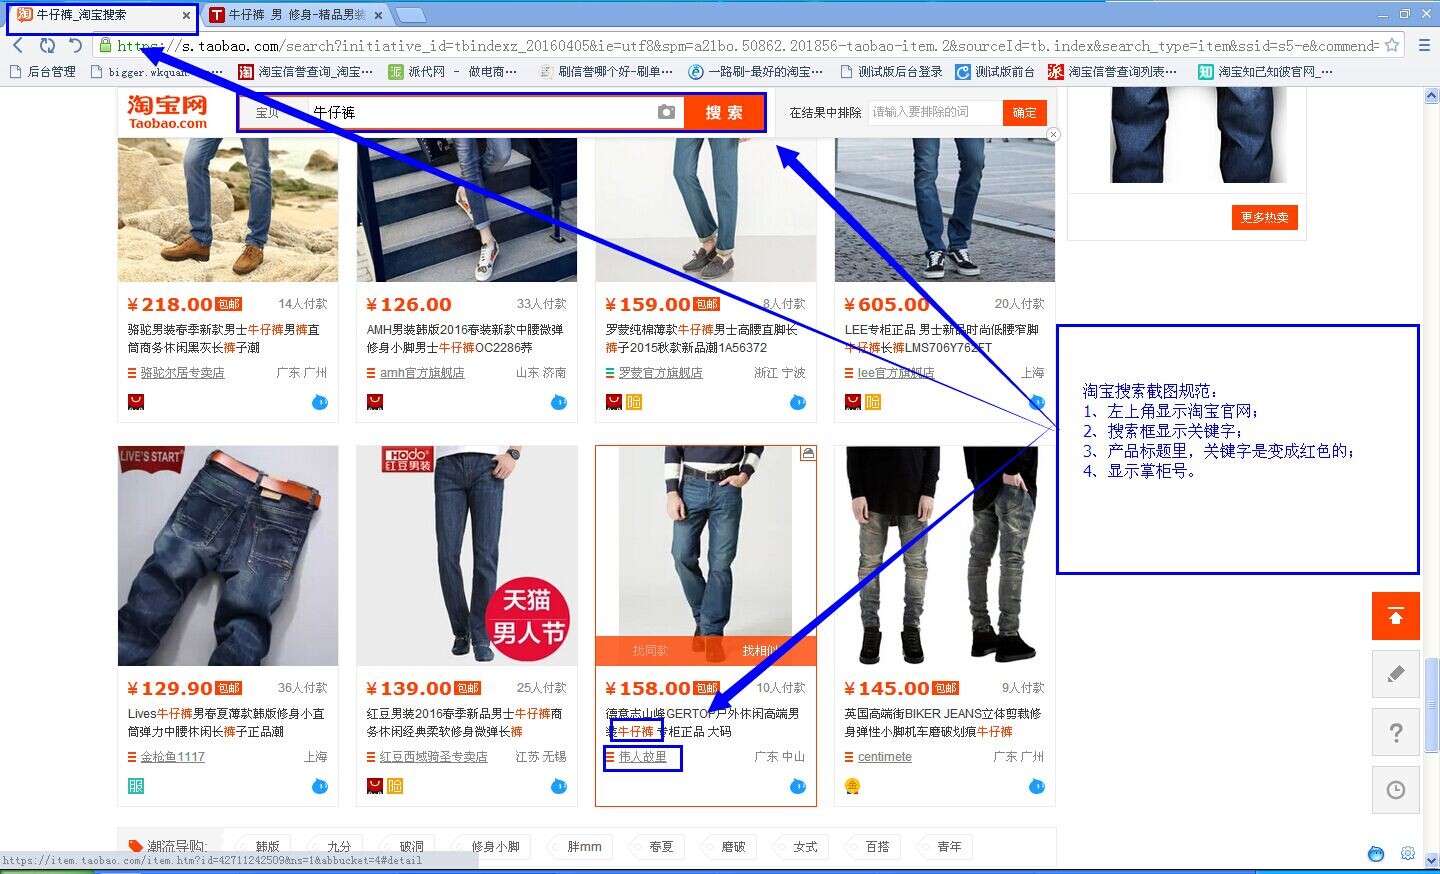 牛仔裤_淘宝搜索
牛仔裤 男 修身-精品男装
https://s.taobao.com/search?initiative_id=tbindexz_20160405&ie=utf8&spm=a21bo.50862.201856-taobao-item.2&sourceId=tb.index&search_type=item&ssid=s5-e&commend=
后台管理
bigger.wkquan.…
淘宝信誉查询_淘宝…
派代网 - 做电商…
刷信誉哪个好-刷单…
一路刷-最好的淘宝…
测试版后台登录
测试版前台
淘宝信誉查询列表…
淘宝知己知彼官网_…
淘宝网
Taobao.com
宝贝
牛仔裤
搜索
在结果中排除
请输入要排除的词
确定
更多热卖
¥218.00 包邮 14人付款
骆驼男装春季新款男士牛仔裤男裤直
筒商务休闲黑灰长裤子潮
骆驼尔居专卖店 广东 广州
¥126.00 33人付款
AMH男装韩版2016春装新款中腰微弹
修身小脚男士牛仔裤OC2286荞
amh官方旗舰店 山东 济南
¥159.00 包邮 8人付款
罗蒙纯棉薄款牛仔裤男士高腰直脚长
裤子2015秋款新品潮1A56372
罗蒙官方旗舰店 浙江 宁波
验
¥605.00 包邮 20人付款
LEE专柜正品 男士新品时尚低腰窄脚
牛仔裤长裤LMS706Y762FT
lee官方旗舰店 上海
验
淘宝搜索截图规范：
1、左上角显示淘宝官网；
2、搜索框显示关键字；
3、产品标题里，关键字是变成红色的；
4、显示掌柜号。
LIVE'S START
¥129.90 包邮 36人付款
Lives牛仔裤男春夏薄款韩版修身小直
筒弹力中腰休闲长裤子正品潮
金枪鱼1117 上海
服
HOdo
红豆男装
天猫
男人节
¥139.00 包邮 25人付款
红豆男装2016春季新品男士牛仔裤商
务休闲经典柔软修身微弹长裤
红豆西域骑圣专卖店 江苏 无锡
验
找同款 找相似
¥158.00 包邮 10人付款
德意志山峰GERTOP户外休闲高端男
装牛仔裤 专柜正品 大码
伟人故里 广东 中山
¥145.00 包邮 9人付款
英国高端街BIKER JEANS立体剪裁修
身弹性小脚机车磨破划痕牛仔裤
centimete 广东 广州
潮流导购:
韩版
九分
破洞
修身小脚
胖mm
春夏
磨破
女式
百搭
青年
https://item.taobao.com/item.htm?id=42711242509&ns=1&abbucket=4#detail